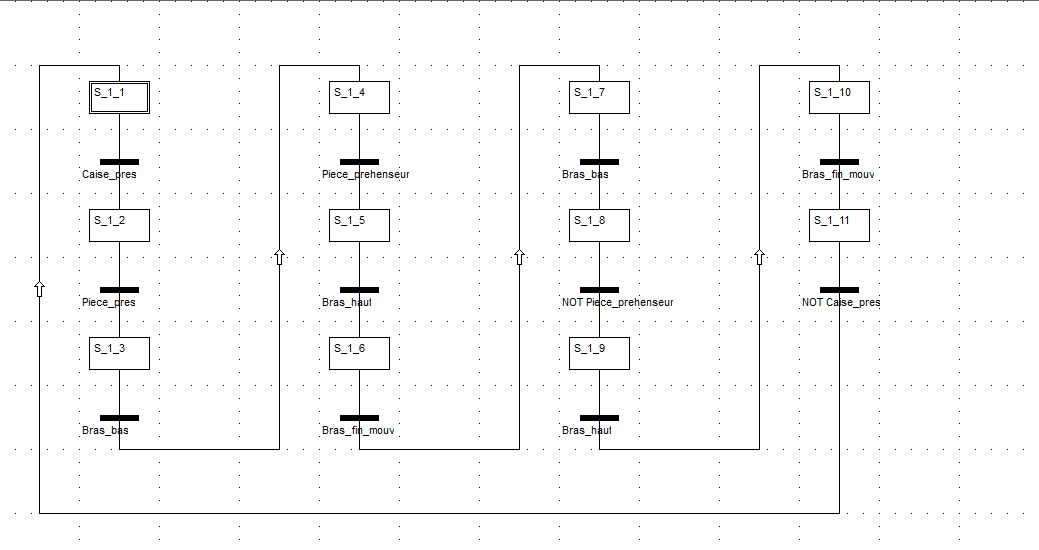 S_1_1
Caise_pres
S_1_2
Piece_pres
S_1_3
Bras_bas
S_1_4
Piece_prehenseur
S_1_5
Bras_haut
S_1_6
Bras_fin_mouv
S_1_7
Bras_bas
S_1_8
NOT Piece_prehenseur
S_1_9
Bras_haut
S_1_10
Bras_fin_mouv
S_1_11
NOT Caise_pres